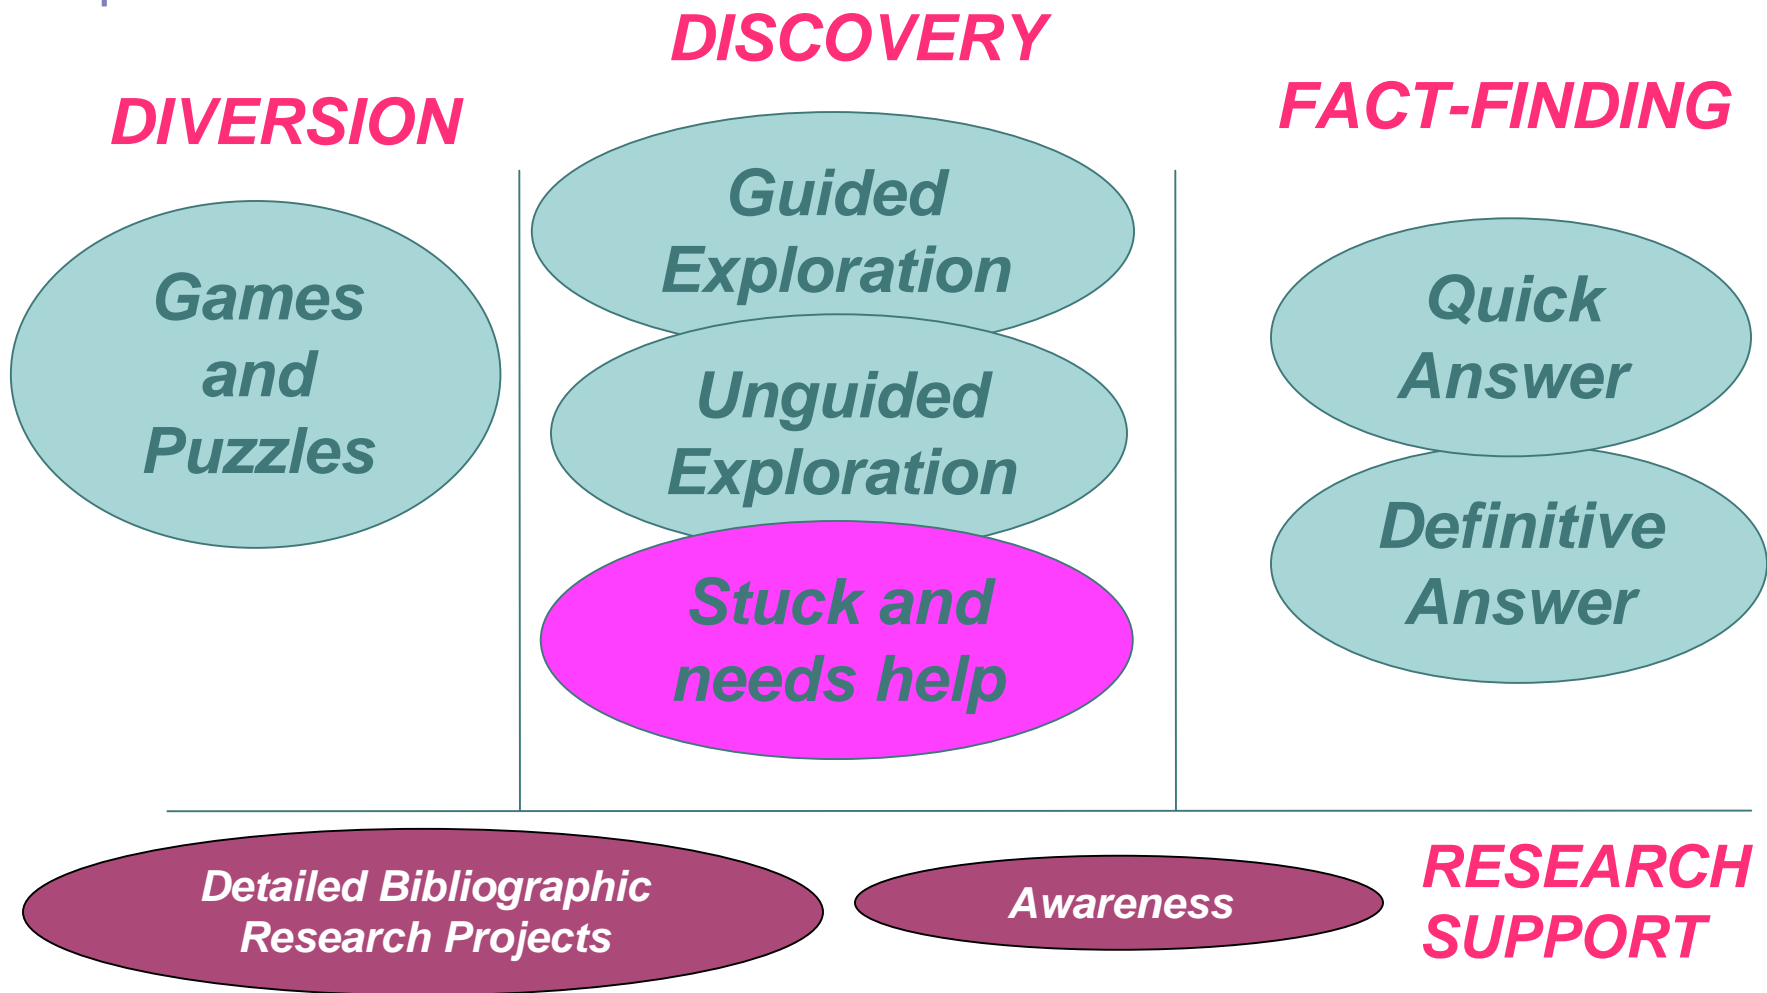 DISCOVERY
DIVERSION
FACT-FINDING
Games
and
Puzzles
Guided
Exploration
Unguided
Exploration
Stuck and
needs help
Quick
Answer
Definitive
Answer
Detailed Bibliographic
Research Projects
Awareness
RESEARCH
SUPPORT